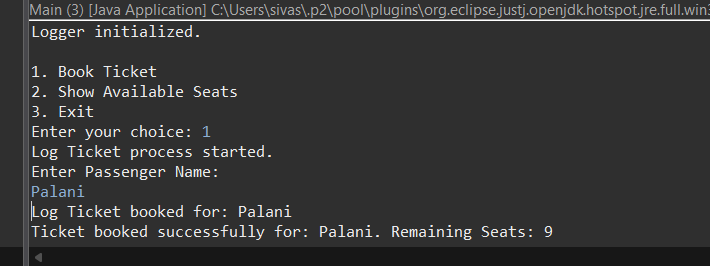 Main (3) [Java Application] C:\Users\sivas\.p2\pool\plugins\org.eclipse.justj.openjdk.hotspot.jre.full.win3
Logger initialized.
1. Book Ticket
2. Show Available Seats
3. Exit
Enter your choice: 1
Log Ticket process started.
Enter Passenger Name:
Palani
Log Ticket booked for: Palani
Ticket booked successfully for: Palani. Remaining Seats: 9